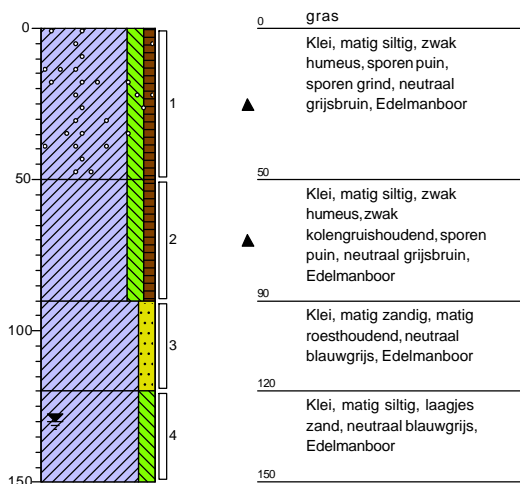 0
50
100
150
1
2
3
4
0
gras
Klei, matig siltig, zwak
humeus, sporen puin,
sporen grind, neutraal
grijsbruin, Edelmanboor
50
Klei, matig siltig, zwak
humeus, zwak
kolengruishoudend, sporen
puin, neutraal grijsbruin,
Edelmanboor
90
Klei, matig zandig, matig
roesthoudend, neutraal
blauwgrijs, Edelmanboor
120
Klei, matig siltig, laagjes
zand, neutraal blauwgrijs,
Edelmanboor
150